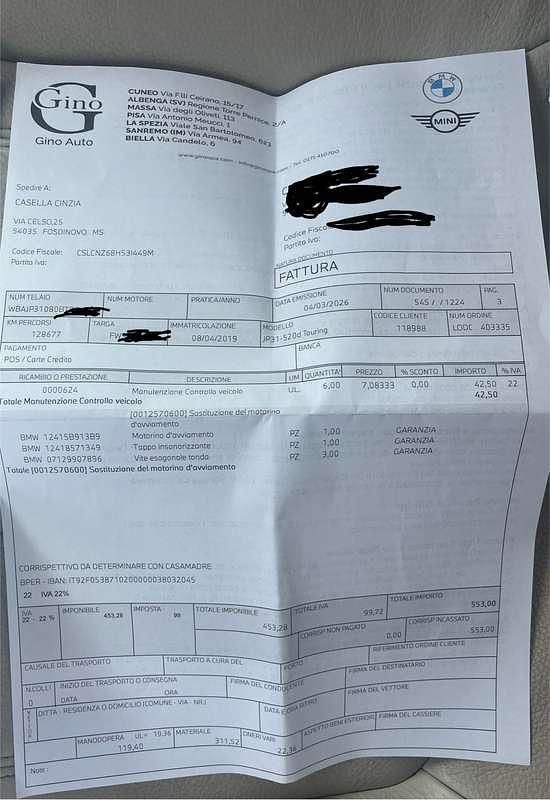 Gino
Gino Auto
CUNEO Via F.lli Ceirano, 15/17
ALBENGA (SV) Regione Torre Pernice, 2/A
MASSA Via degli Oliveti, 113
PISA Via Antonio Meucci, 1
LA SPEZIA Viale San Bartolomeo, 623
SANREMO (IM) Via Armea, 94
BIELLA Via Candelo, 6
BMW
MINI
Spedire A:
CASELLA CINZIA
VIA CELSO,25
54035 FOSDINOVO MS
Codice Fiscale: CSLCNZ68H53I449M
Partita Iva:
Codice Fisca
Partita Iva:
NATURA DOCUMENTO
FATTURA
NUM TELAIO NUM MOTORE PRATICA/ANNO DATA EMISSIONE NUM DOCUMENTO PAG.
WBAJP31080B 04/03/2026 545 / / 1224 3
KM PERCORSI TARGA IMMATRICOLAZIONE MODELLO CODICE CLIENTE NUM ORDINE
128677 08/04/2019 JP31-520d Touring 118988 LODC 403335
PAGAMENTO BANCA
POS / Carte Credito
RICAMBIO O PRESTAZIONE DESCRIZIONE UM QUANTITA' PREZZO % SCONTO IMPORTO % IVA
0000624 Manutenzione Controllo veicolo UL. 6,00 7,08333 0,00 42,50 22
Totale Manutenzione Controllo veicolo 42,50
[0012570600] Sostituzione del motorino
d'avviamento
BMW 12415B913B9 Motorino d'avviamento PZ 1,00 GARANZIA
BMW 12418571349 Tappo insonorizzante PZ 1,00 GARANZIA
BMW 07129907856 Vite esagonale tonda PZ 3,00 GARANZIA
Totale [0012570600] Sostituzione del motorino d'avviamento
CORRISPETTIVO DA DETERMINARE CON CASAMADRE
BPER - IBAN: IT92F0538710200000038032045
22 IVA 22%
IVA IMPONIBILE IMPOSTA TOTALE IMPONIBILE TOTALE IVA TOTALE IMPORTO
22 - 22 % 453,28 99 453,28 99,72 553,00
CORRISP NON PAGATO CORRISP INCASSATO
0,00 553,00
CAUSALE DEL TRASPORTO TRASPORTO A CURA DEL PORTO RIFERIMENTO ORDINE CLIENTE
N.COLLI INIZIO DEL TRASPORTO O CONSEGNA FIRMA DEL CONDUCENTE FIRMA DEL DESTINATARIO
0 DATA ORA DATA E ORA RITIRO FIRMA DEL VETTORE
DITTA - RESIDENZA O DOMICILIO (COMUNE - VIA - NR.) ASPETTO BENI ESTERIORI FIRMA DEL CASSIERE
MANODOPERA UL= 19,36 MATERIALE ONERI VARI
119,40 311,52 22,36
Note :